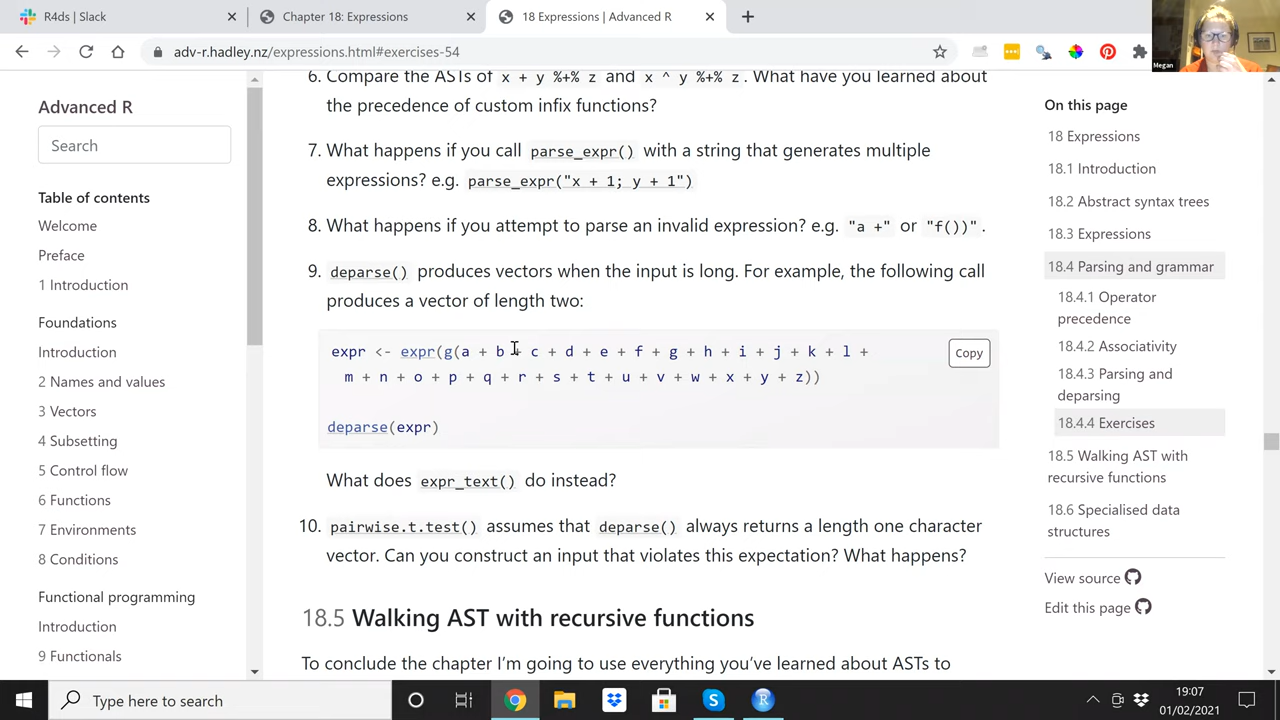 R4ds | Slack
Chapter 18: Expressions
18 Expressions | Advanced R
adv-r.hadley.nz/expressions.html#exercises-54
Megan
Advanced R
Search
Table of contents
Welcome
Preface
1 Introduction
Foundations
Introduction
2 Names and values
3 Vectors
4 Subsetting
5 Control flow
6 Functions
7 Environments
8 Conditions
Functional programming
Introduction
9 Functionals
6. Compare the ASTs of x + y %+% z and x ^ y %+% z. What have you learned about
the precedence of custom infix functions?
7. What happens if you call parse_expr() with a string that generates multiple
expressions? e.g. parse_expr("x + 1; y + 1")
8. What happens if you attempt to parse an invalid expression? e.g. "a +" or "f())".
9. deparse() produces vectors when the input is long. For example, the following call
produces a vector of length two:
expr <- expr(g(a + b + c + d + e + f + g + h + i + j + k + l +
m + n + o + p + q + r + s + t + u + v + w + x + y + z))
Copy
deparse(expr)
What does expr_text() do instead?
10. pairwise.t.test() assumes that deparse() always returns a length one character
vector. Can you construct an input that violates this expectation? What happens?
18.5 Walking AST with recursive functions
To conclude the chapter I'm going to use everything you've learned about ASTs to
On this page
18 Expressions
18.1 Introduction
18.2 Abstract syntax trees
18.3 Expressions
18.4 Parsing and grammar
18.4.1 Operator
precedence
18.4.2 Associativity
18.4.3 Parsing and
deparsing
18.4.4 Exercises
18.5 Walking AST with
recursive functions
18.6 Specialised data
structures
View source
Edit this page
Type here to search
19:07
01/02/2021